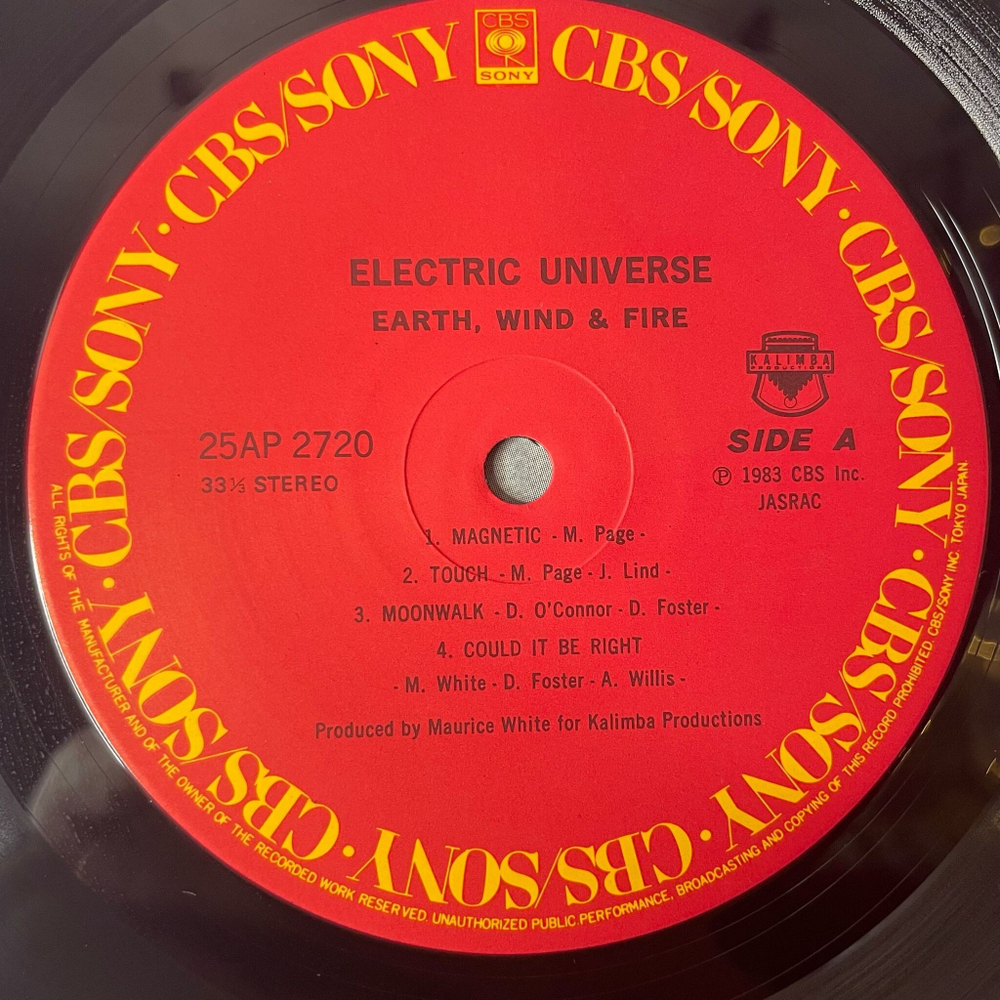 CBS
SONY
CBS/SONY · CBS/SONY · CBS/SONY · CBS/SONY · CBS/SONY · CBS/SONY · CBS/SONY · CBS/SONY · CBS/SONY
ELECTRIC UNIVERSE
EARTH, WIND & FIRE
KALIMBA
PRODUCTIONS
25AP 2720
SIDE A
33⅓ STEREO
Ⓟ 1983 CBS Inc.
JASRAC
1. MAGNETIC - M. Page -
2. TOUCH - M. Page - J. Lind -
3. MOONWALK - D. O'Connor - D. Foster -
4. COULD IT BE RIGHT
- M. White - D. Foster - A. Willis -
Produced by Maurice White for Kalimba Productions
ALL RIGHTS OF THE MANUFACTURER AND OF THE OWNER OF THE RECORDED WORK RESERVED. UNAUTHORIZED PUBLIC PERFORMANCE, BROADCASTING AND COPYING OF THIS RECORD PROHIBITED. CBS/SONY INC. TOKYO JAPAN.